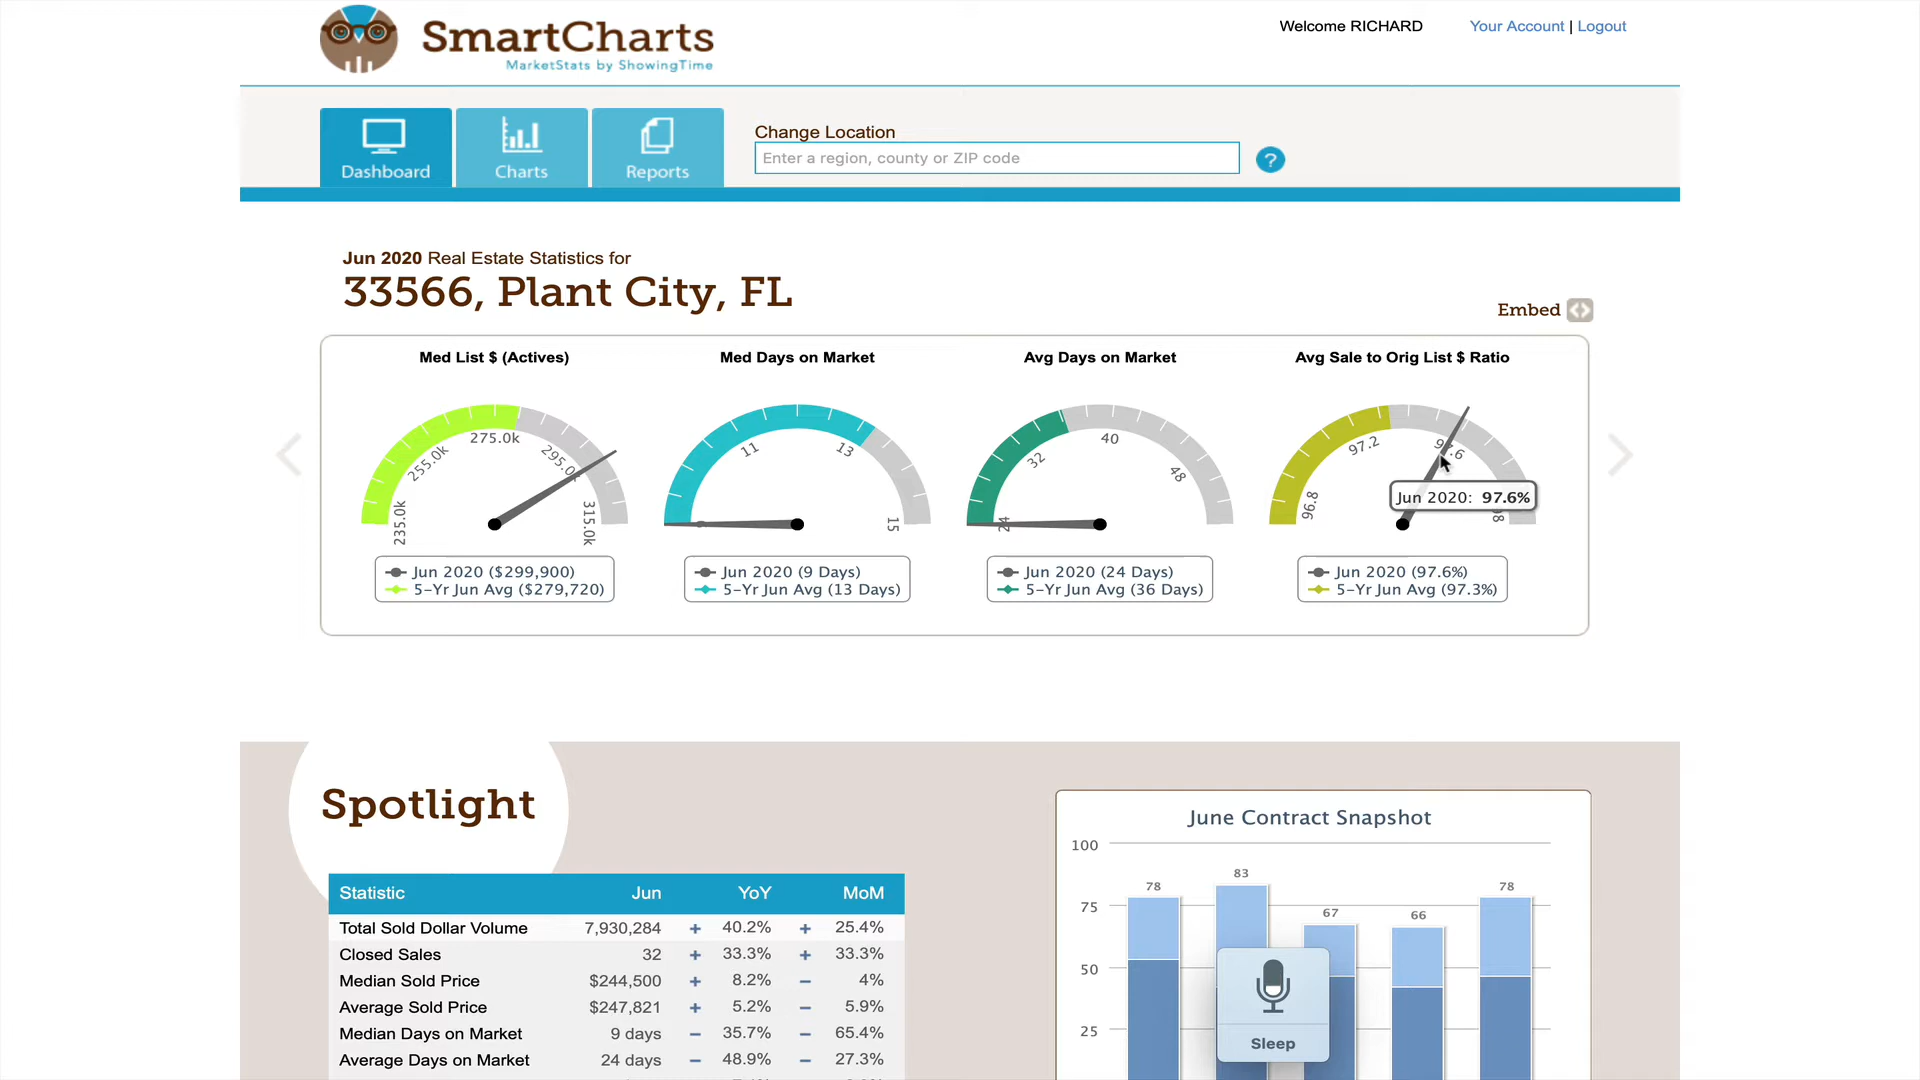 SmartCharts
MarketStats by ShowingTime
Welcome RICHARD
Your Account | Logout
Dashboard
Charts
Reports
Change Location
Enter a region, county or ZIP code
?
Jun 2020 Real Estate Statistics for
33566, Plant City, FL
Embed
Med List $ (Actives)
235.0k
255.0k
275.0k
315.0k
Jun 2020 ($299,900)
5-Yr Jun Avg ($279,720)
Med Days on Market
11
13
15
Jun 2020 (9 Days)
5-Yr Jun Avg (13 Days)
Avg Days on Market
24
32
40
48
Jun 2020 (24 Days)
5-Yr Jun Avg (36 Days)
Avg Sale to Orig List $ Ratio
96.8
97.2
97.6
Jun 2020: 97.6%
Jun 2020 (97.6%)
5-Yr Jun Avg (97.3%)
Spotlight
Statistic Jun YoY MoM
Total Sold Dollar Volume 7,930,284 + 40.2% + 25.4%
Closed Sales 32 + 33.3% + 33.3%
Median Sold Price $244,500 + 8.2% – 4%
Average Sold Price $247,821 + 5.2% – 5.9%
Median Days on Market 9 days – 35.7% – 65.4%
Average Days on Market 24 days – 48.9% – 27.3%
June Contract Snapshot
100
75
50
25
78
83
67
66
78
Sleep